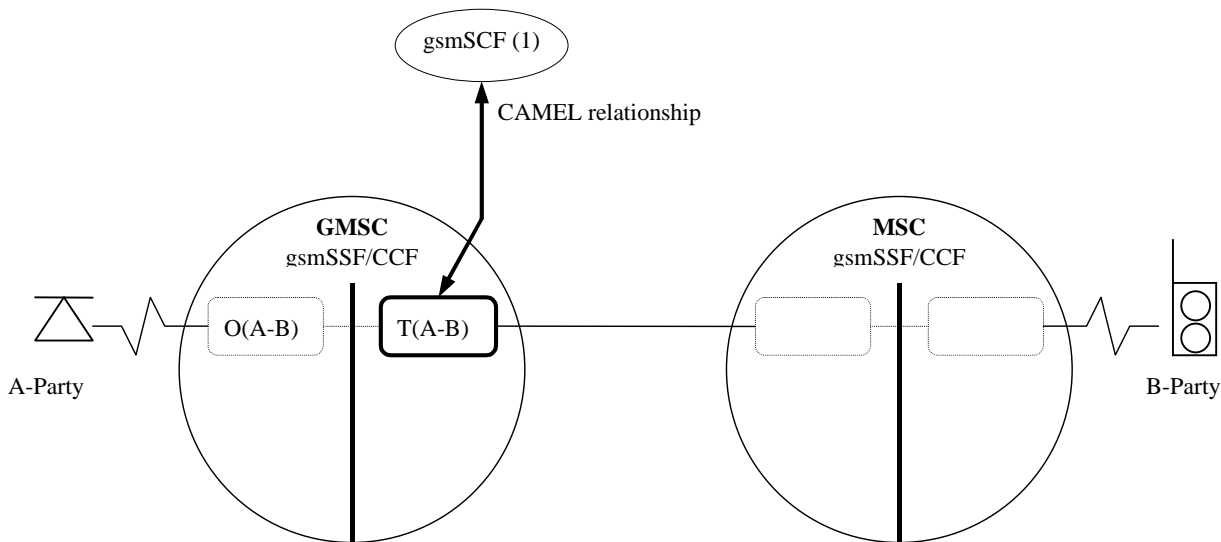 gsmSCF (1)
CAMEL relationship
GMSC
gsmSSF/CCF
MSC
gsmSSF/CCF
O(A-B)
T(A-B)
A-Party
B-Party